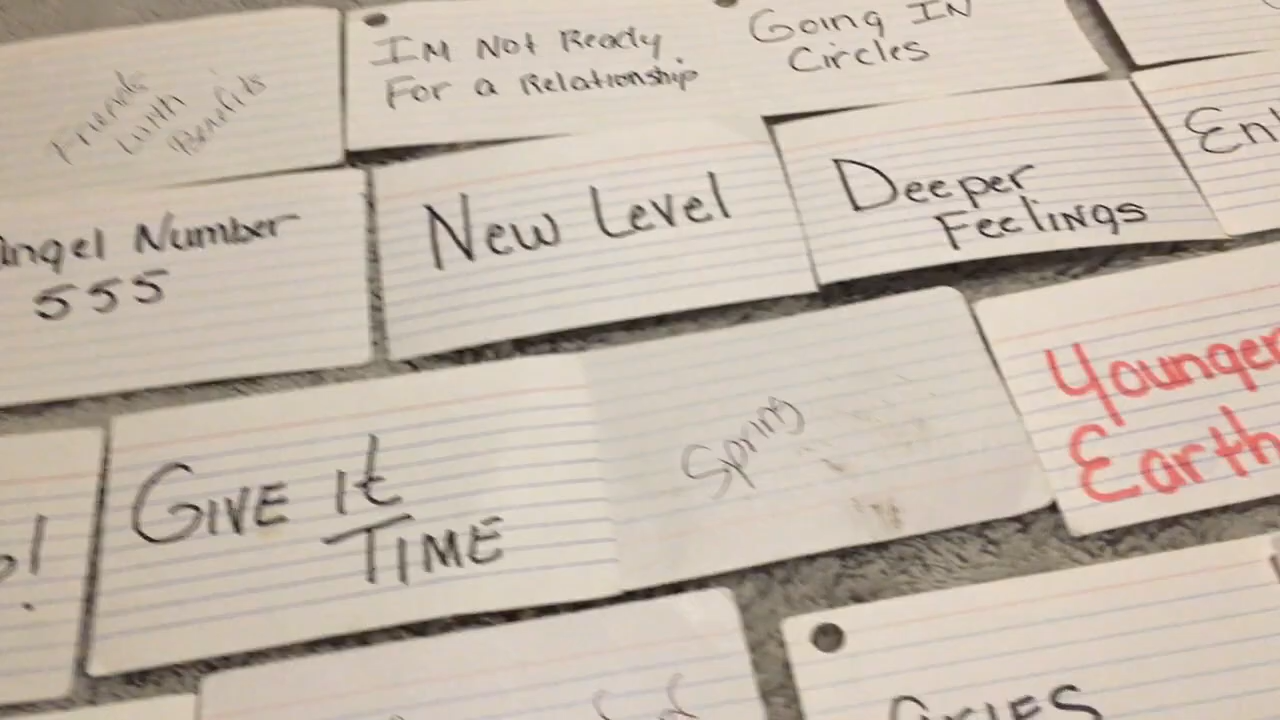 Friends
With
Benefits
I'M Not Ready
For a Relationship
Going IN
Circles
Angel Number
555
New Level
Deeper
Feelings
GIVE It
TIME
Spring
Younger
Earth